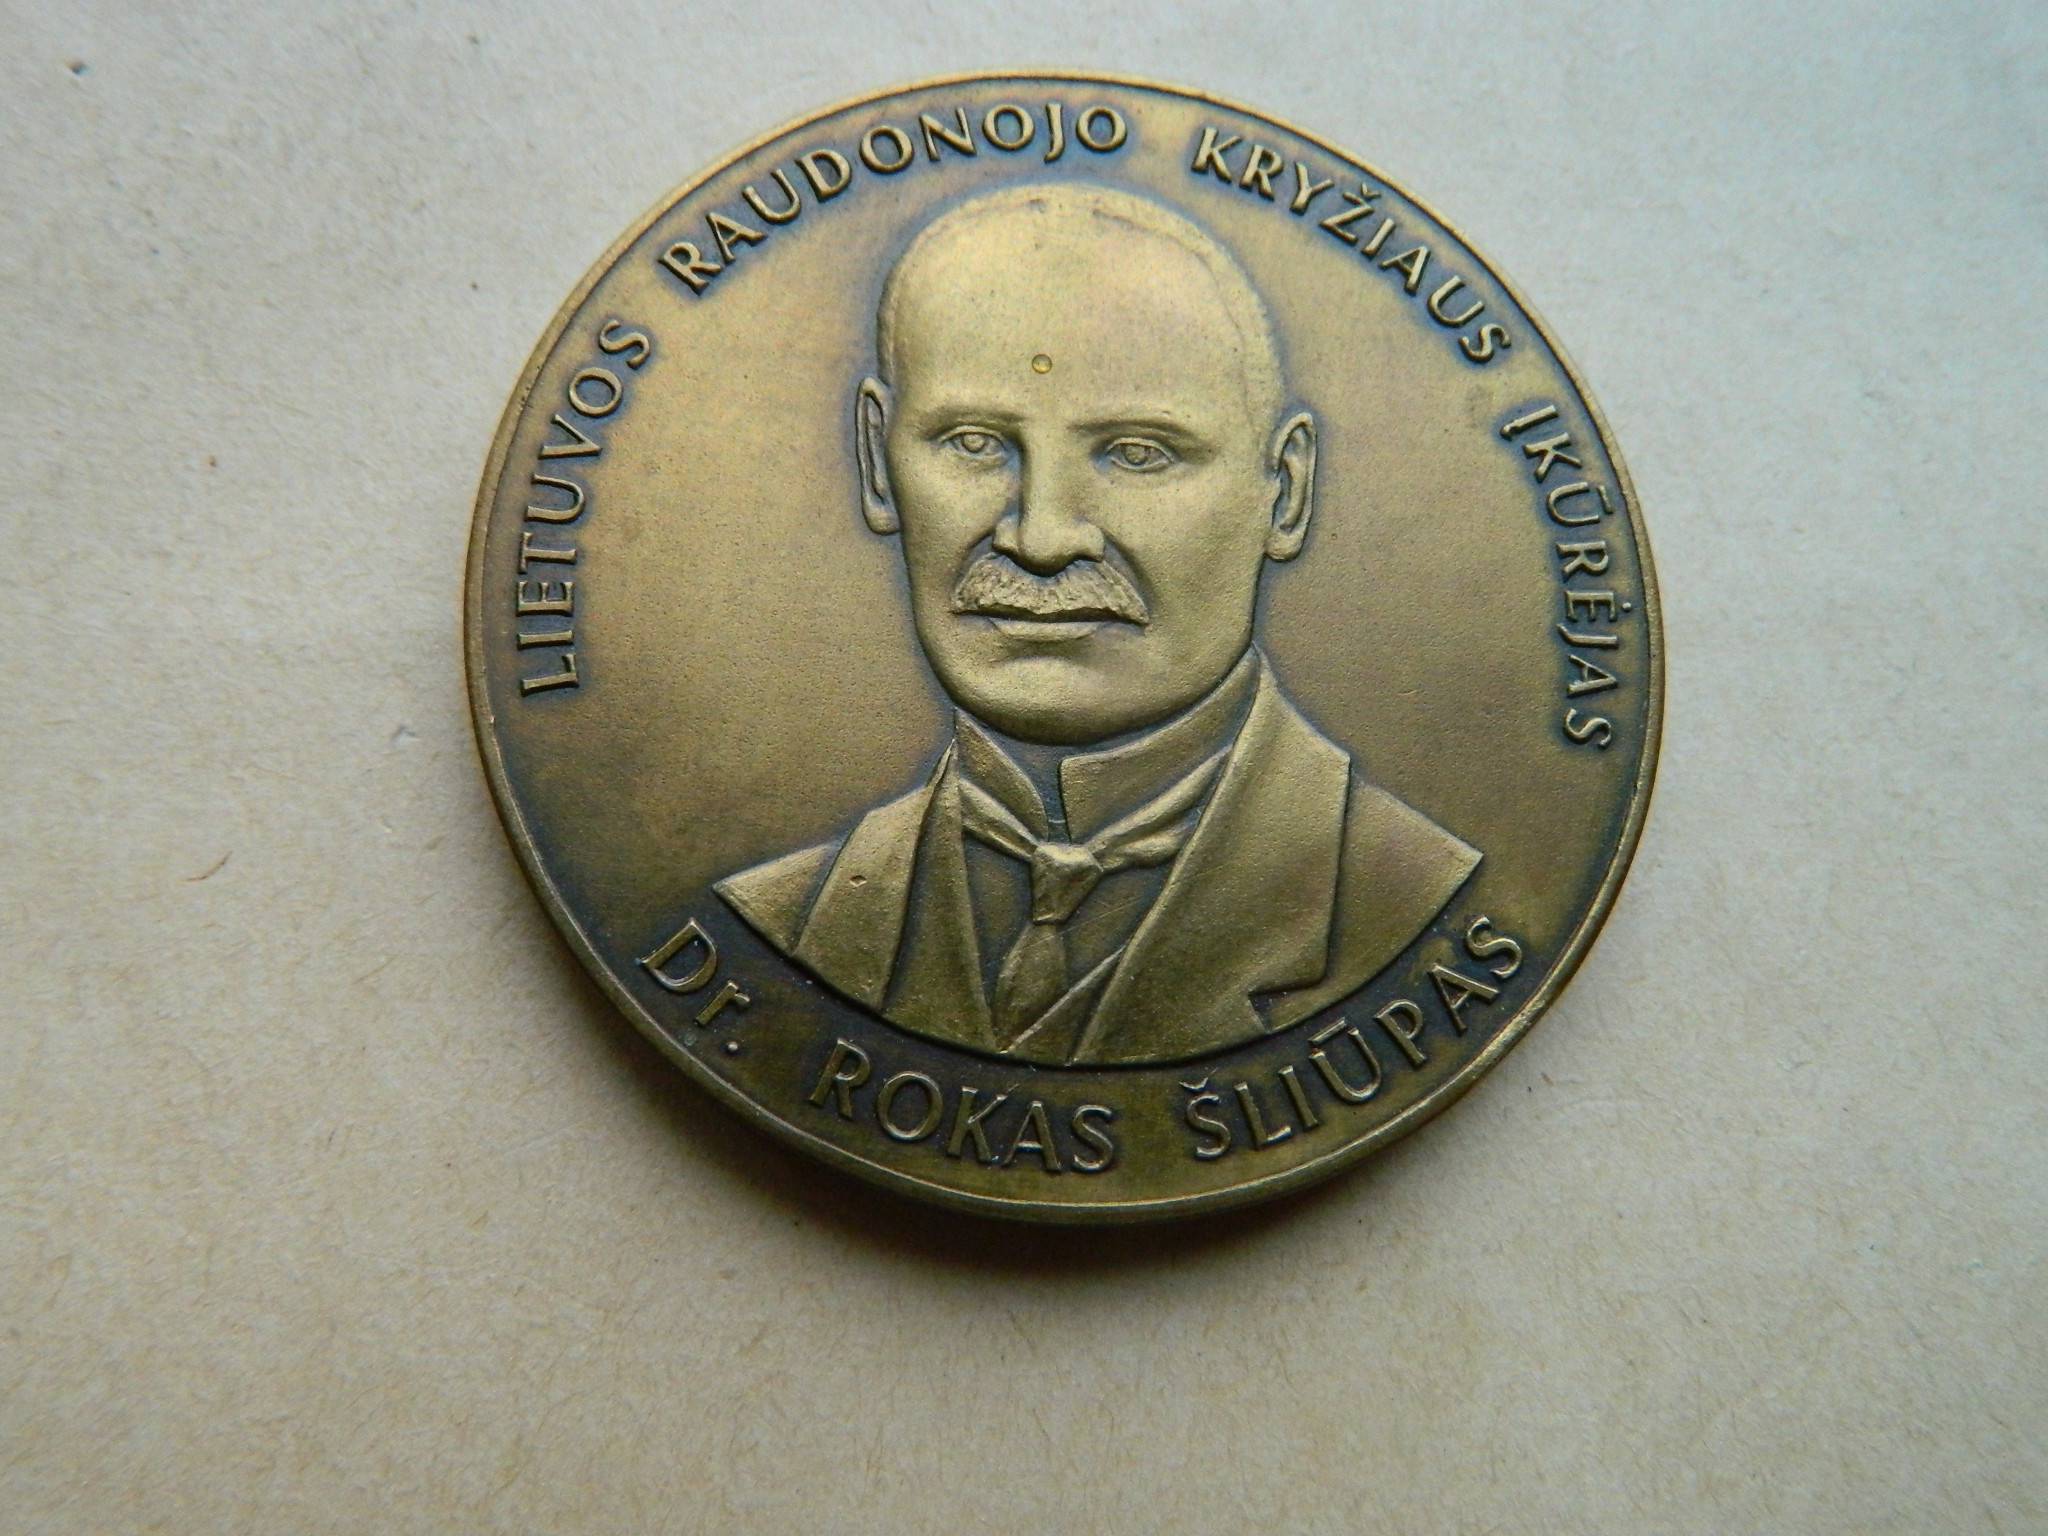 LIETUVOS RAUDONOJO KRYŽIAUS ĮKŪRĖJAS
Dr. ROKAS ŠLIŪPAS